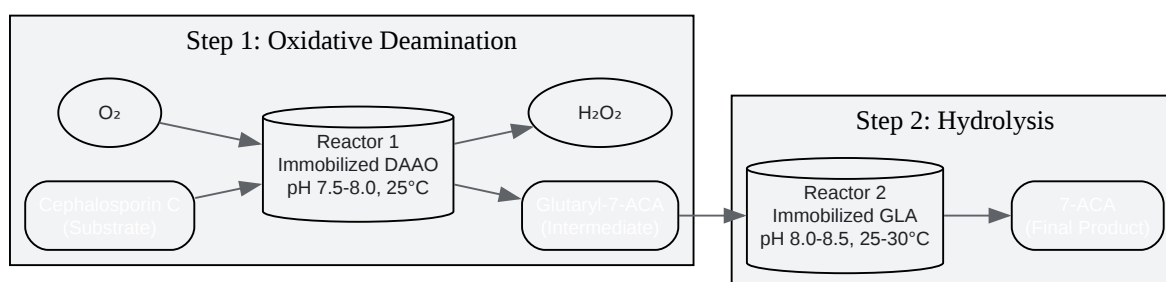 Step 1: Oxidative Deamination
O₂
H₂O₂
Reactor 1
Immobilized DAAO
pH 7.5-8.0, 25°C
Cephalosporin C
(Substrate)
Glutaryl-7-ACA
(Intermediate)
Step 2: Hydrolysis
Reactor 2
Immobilized GLA
pH 8.0-8.5, 25-30°C
7-ACA
(Final Product)